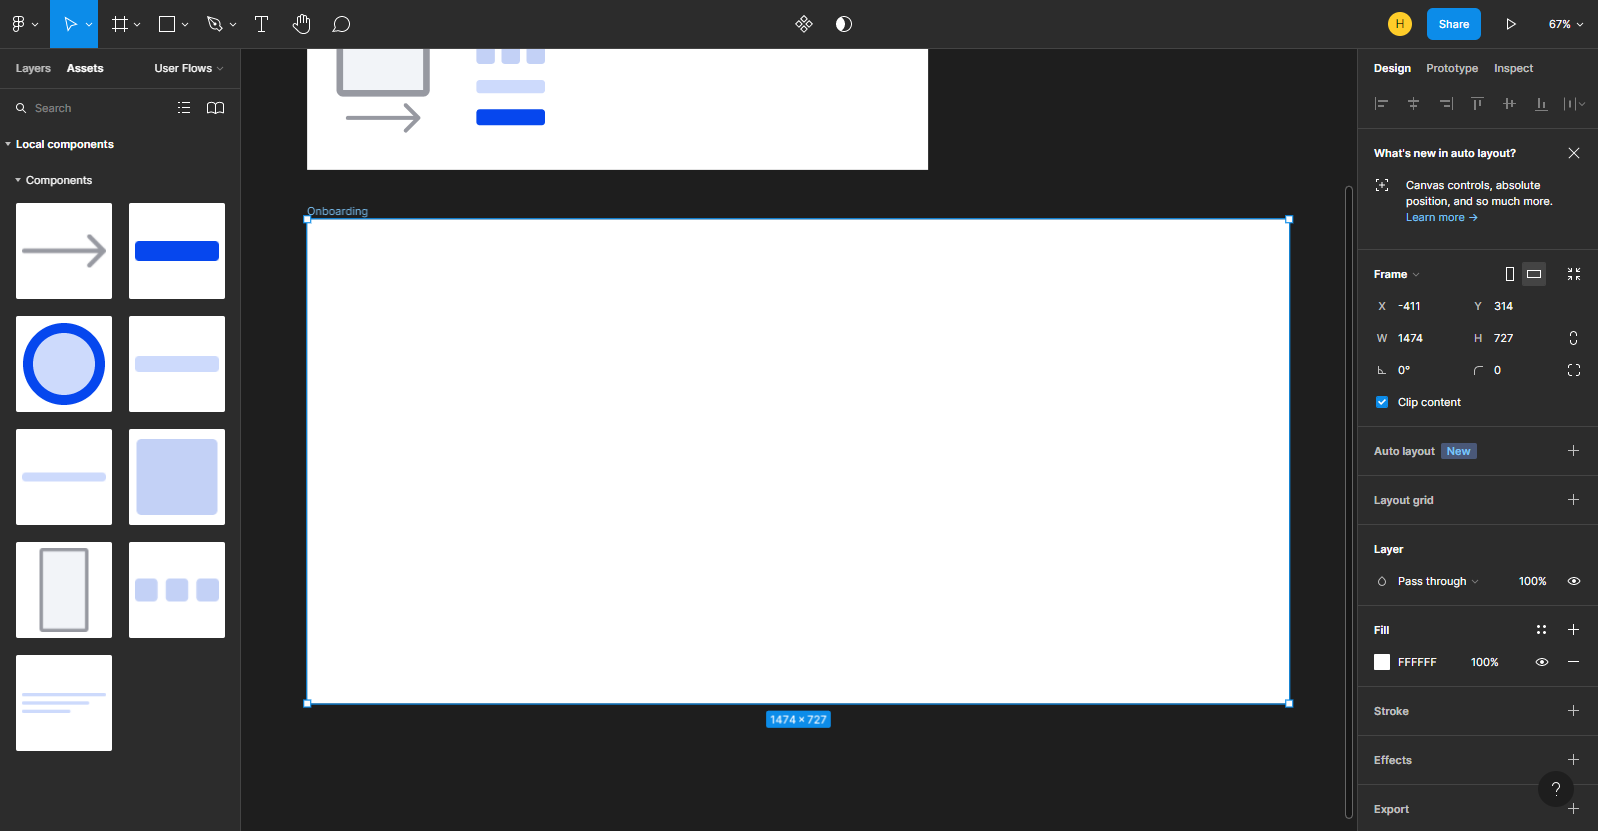 H
Share
67%
Layers
Assets
User Flows
Search
Local components
Components
Onboarding
1474 × 727
Design
Prototype
Inspect
What's new in auto layout?
Canvas controls, absolute
position, and so much more.
Learn more →
Frame
X -411
Y 314
W 1474
H 727
0°
0
Clip content
Auto layout New
Layout grid
Layer
Pass through
100%
Fill
FFFFFF
100%
Stroke
Effects
?
Export